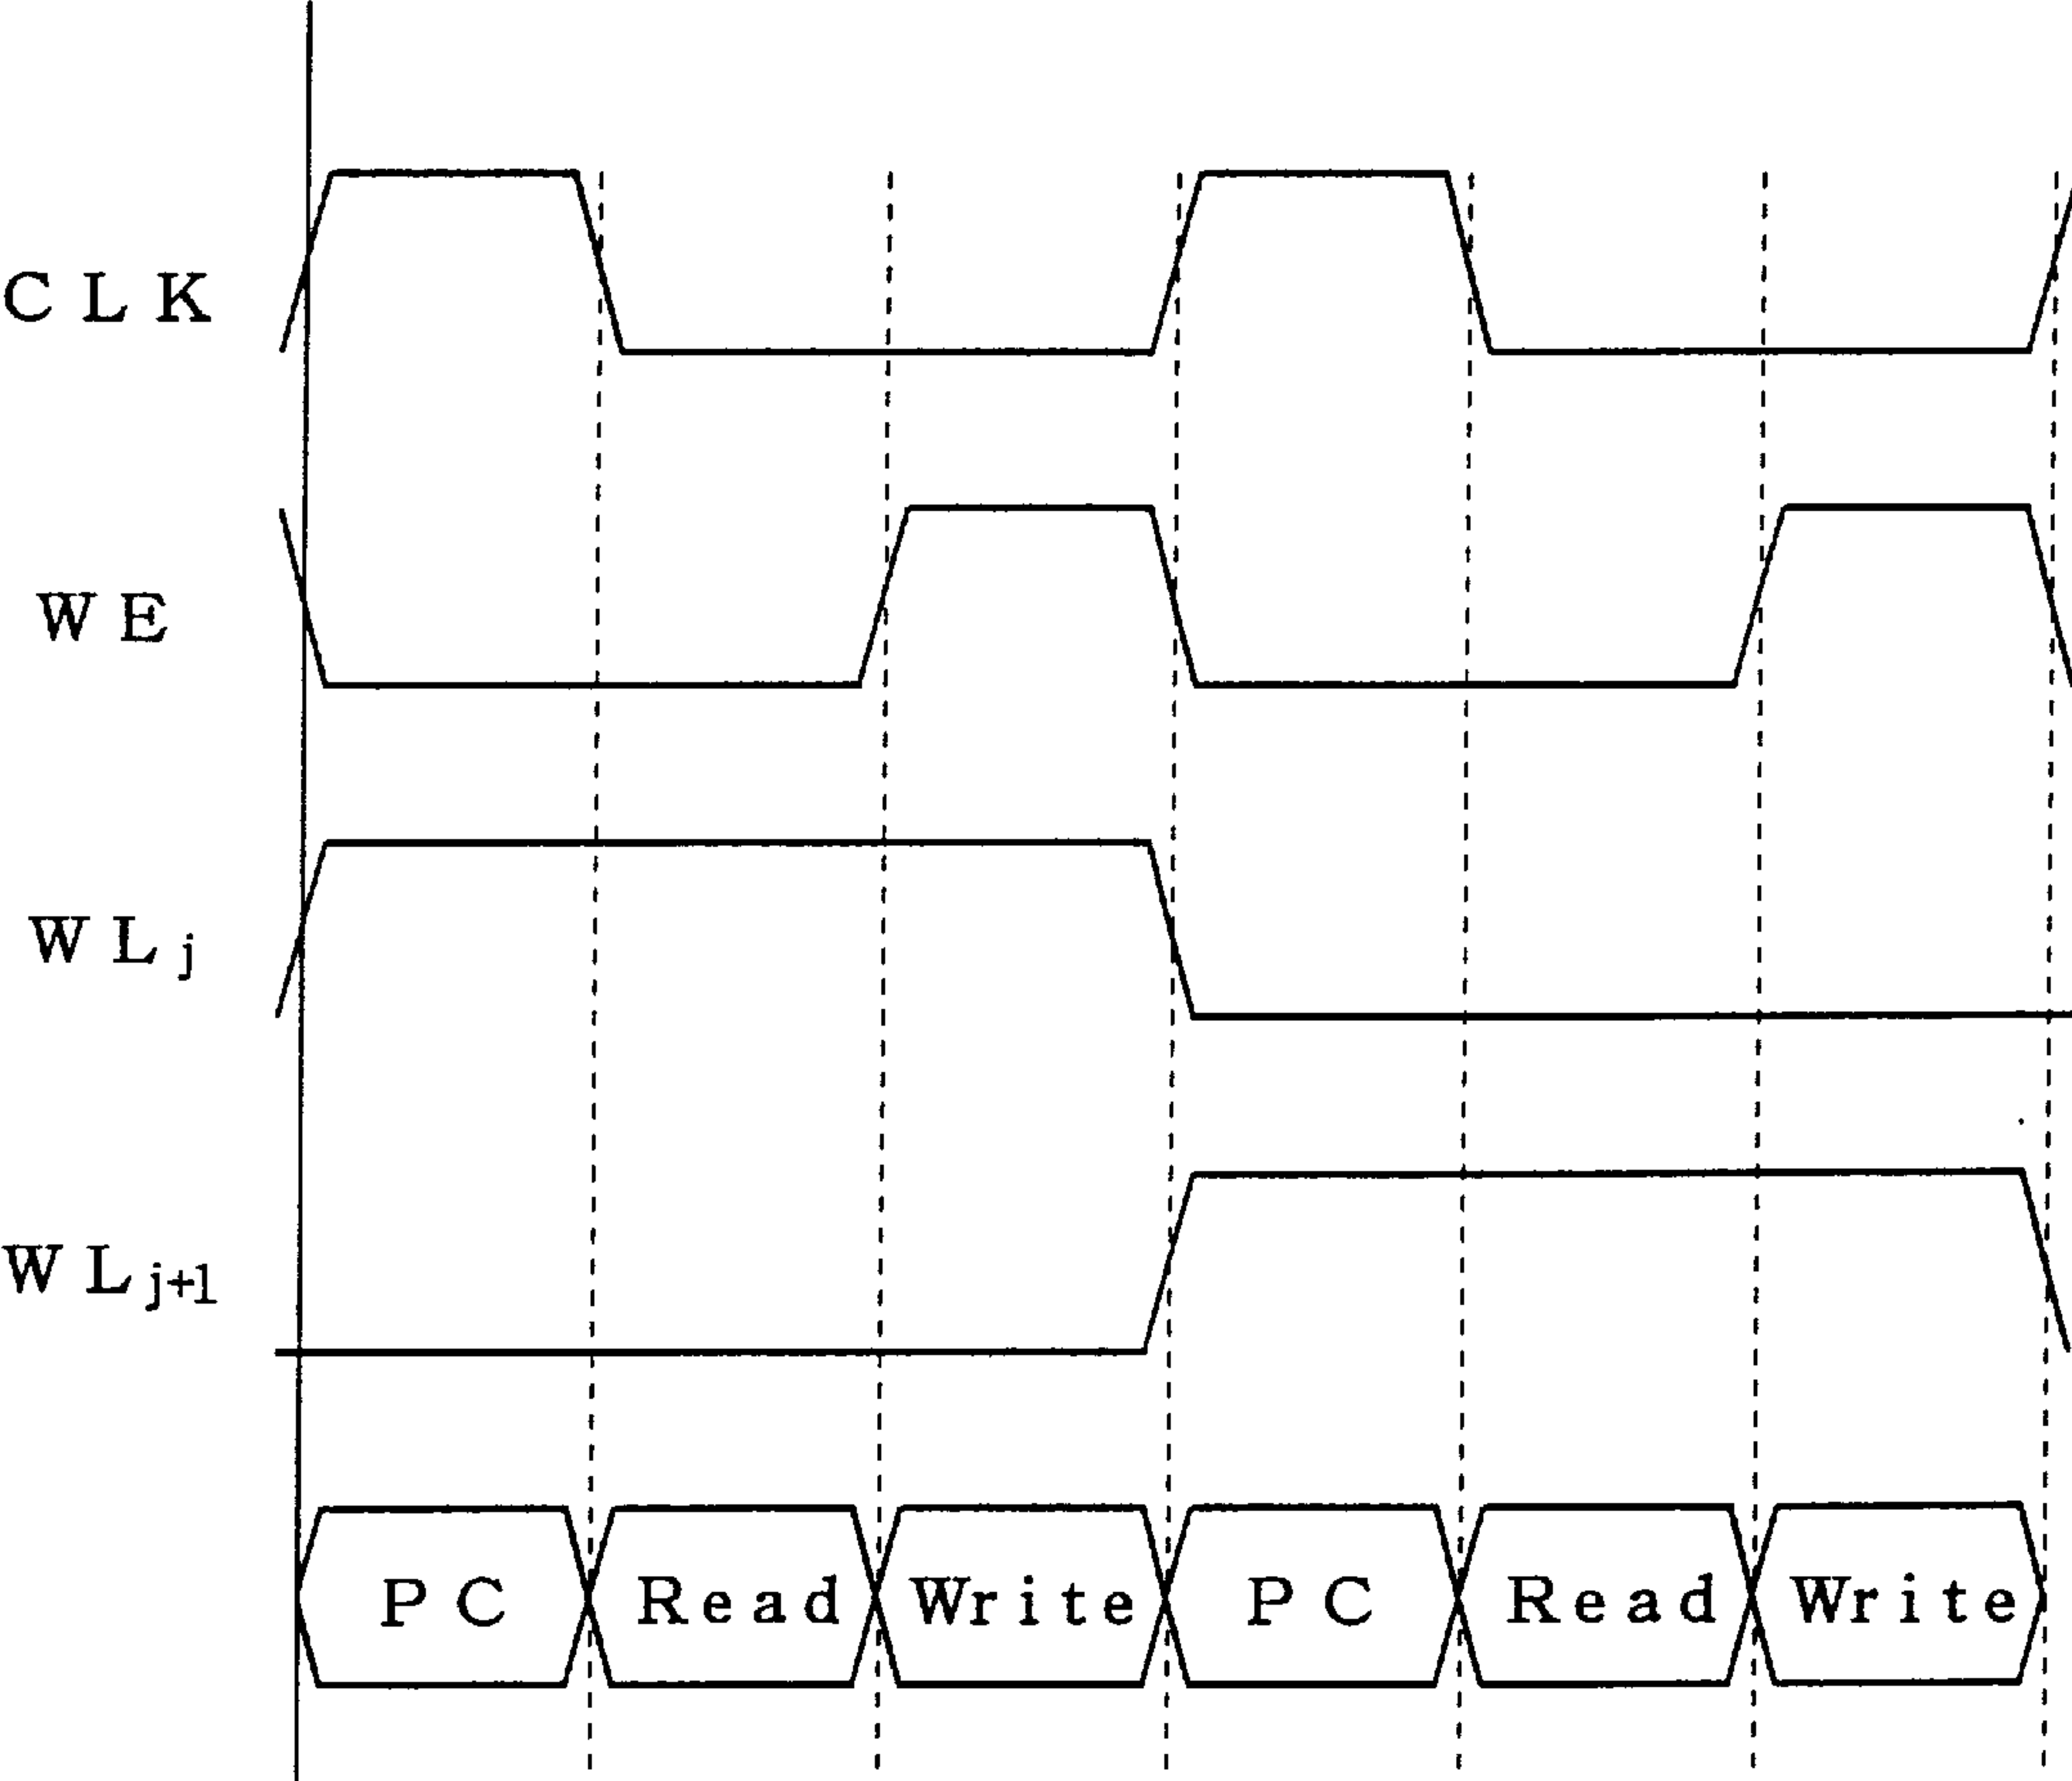 CLK
WE
WLj
WLj+1
PC Read Write PC Read Write